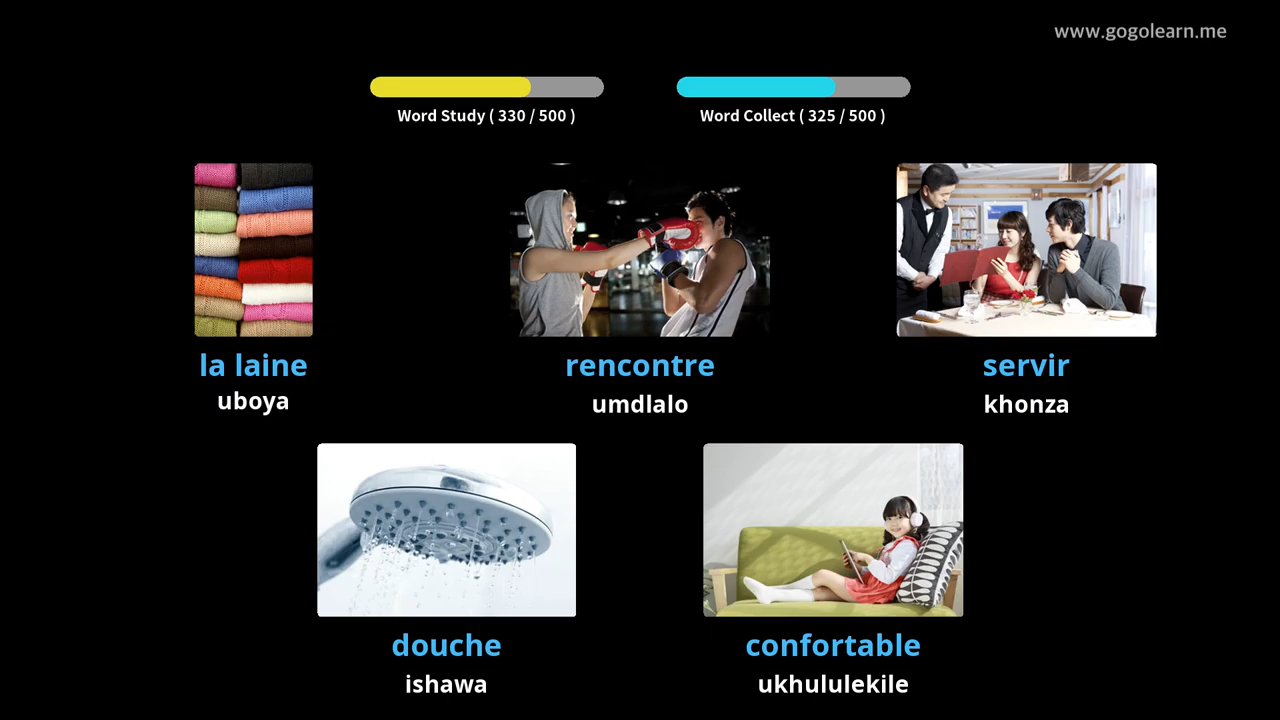 www.gogolearn.me
Word Study ( 330 / 500 )
Word Collect ( 325 / 500 )
la laine
uboya
rencontre
umdlalo
servir
khonza
douche
ishawa
confortable
ukhululekile